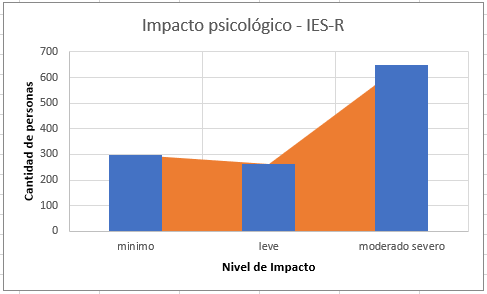 Impacto psicológico - IES-R
700
600
500
400
300
200
100
0
Cantidad de personas
minimo leve moderado severo
Nivel de Impacto